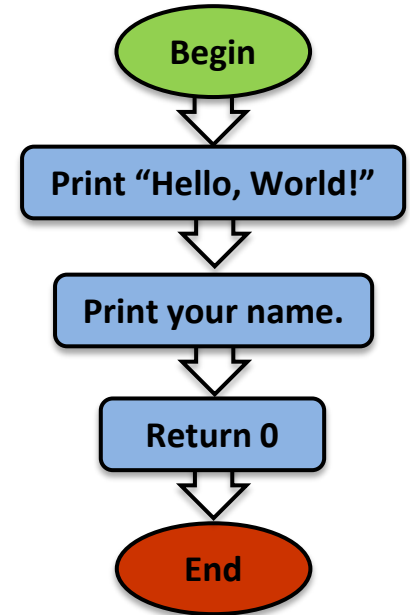 Begin
Print “Hello, World!”
Print your name.
Return 0
End